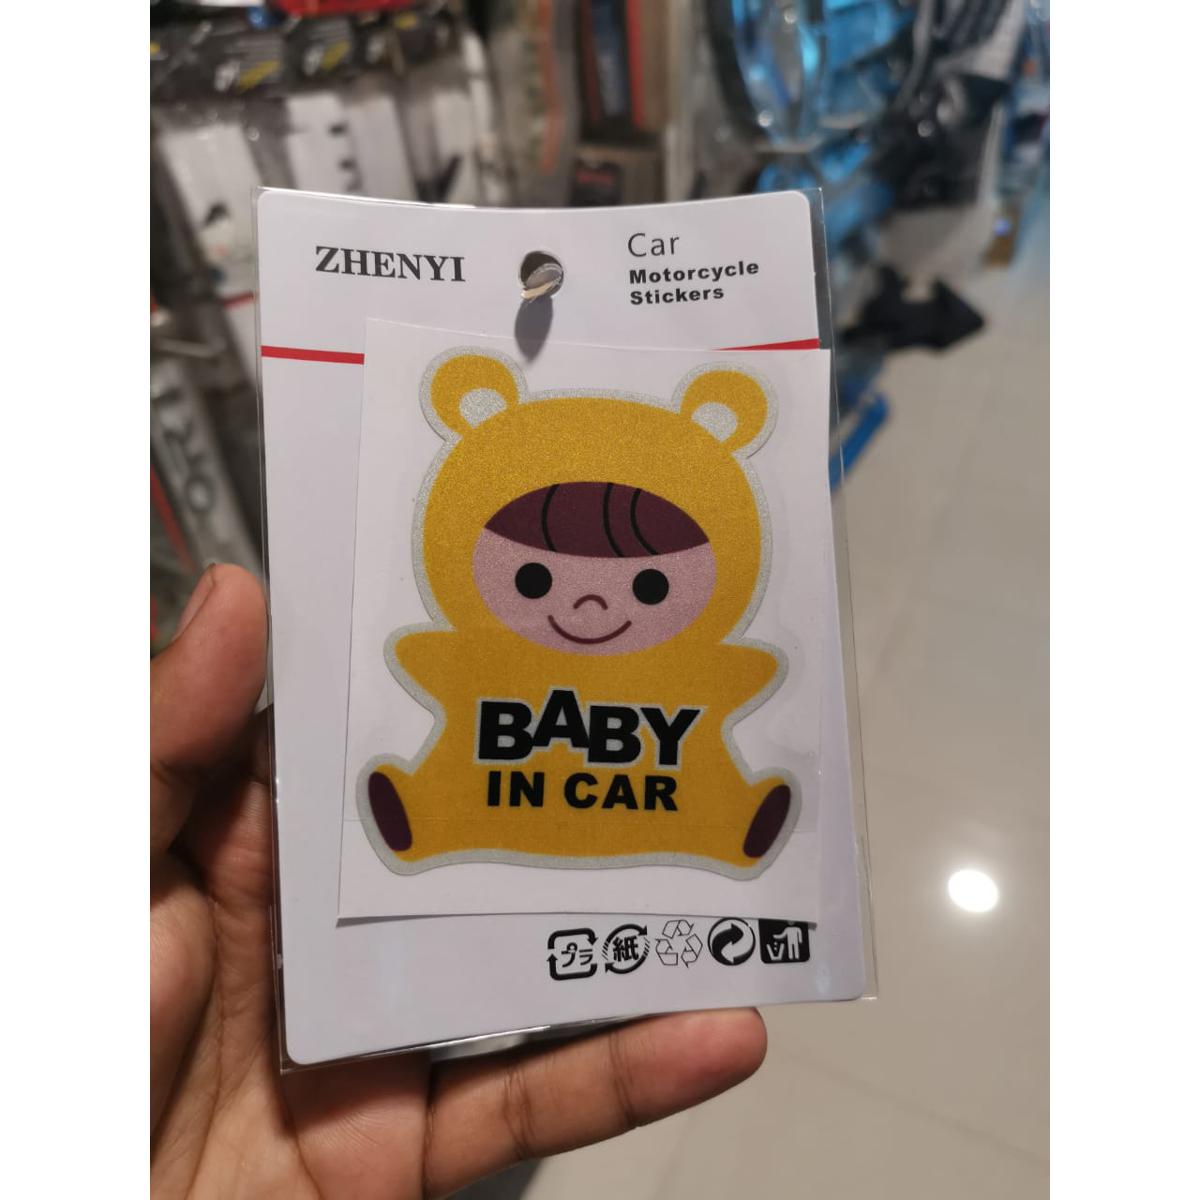 ZHENYI
Car
Motorcycle
Stickers
BABY
IN CAR
プラ
紙